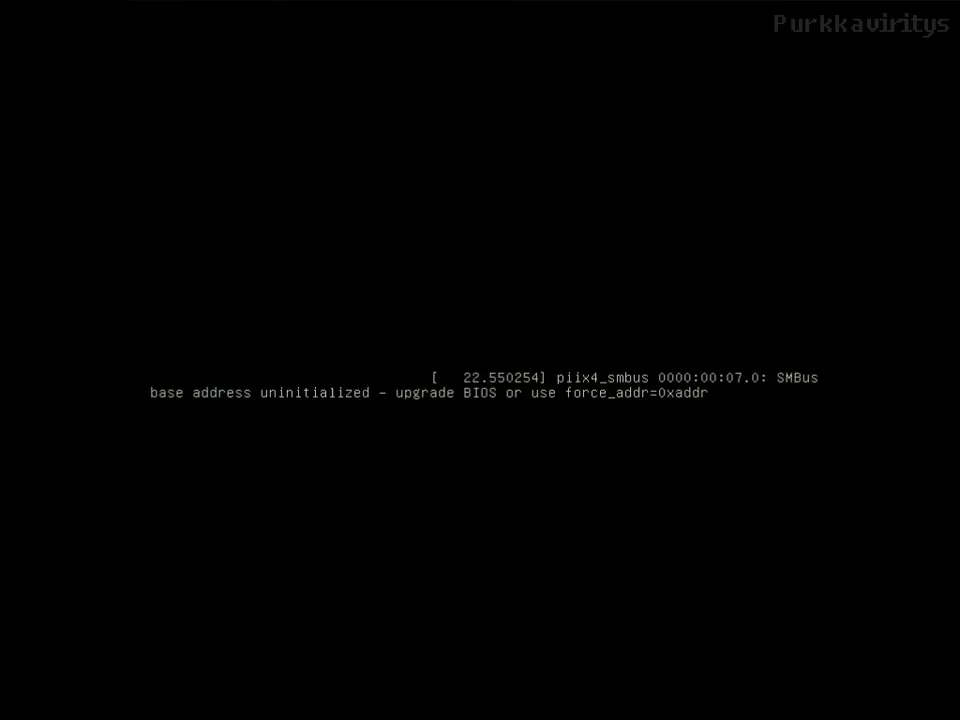 Purkkaviritys
[   22.550254] piix4_smbus 0000:00:07.0: SMBus
base address uninitialized - upgrade BIOS or use force_addr=0xaddr